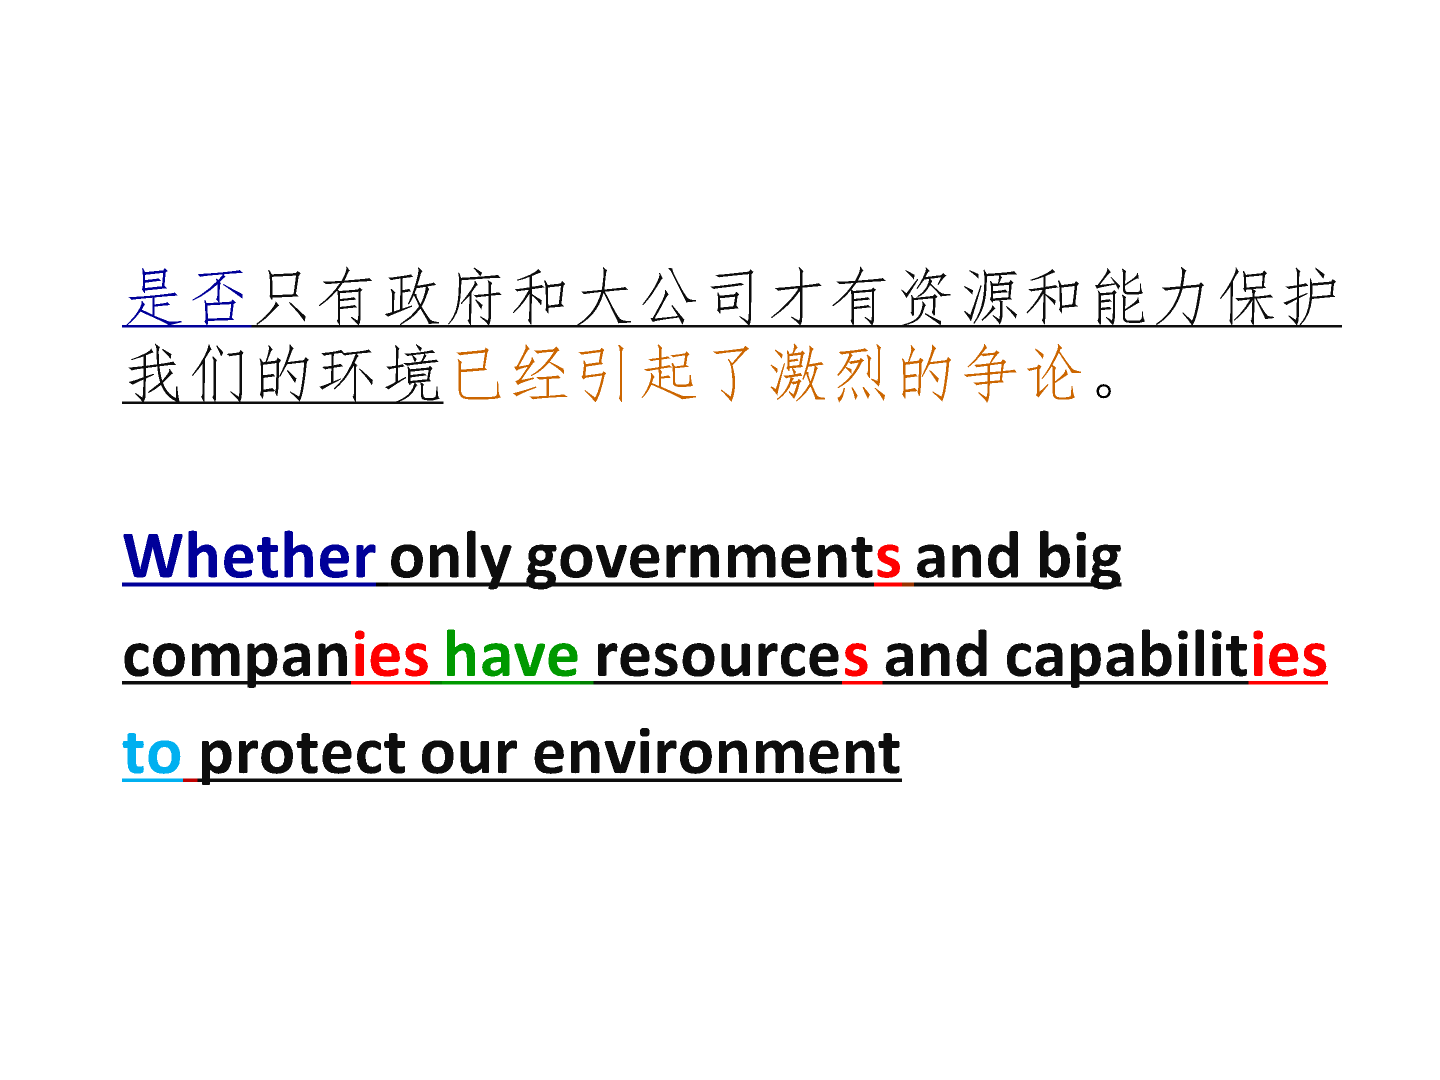 是否只有政府和大公司才有资源和能力保护
我们的环境已经引起了激烈的争论。
Whether only governments and big
companies have resources and capabilities
to protect our environment